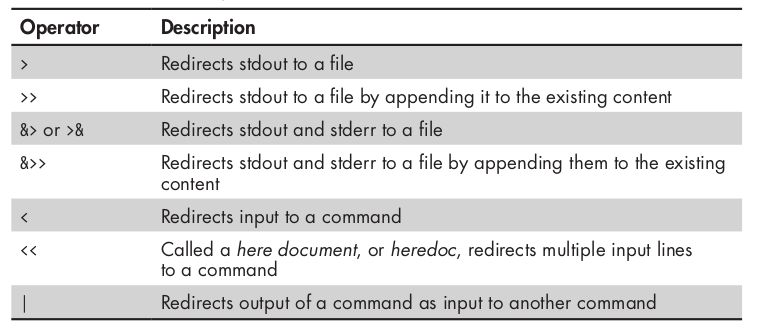 Operator Description
> Redirects stdout to a file
>> Redirects stdout to a file by appending it to the existing content
&> or >& Redirects stdout and stderr to a file
&>> Redirects stdout and stderr to a file by appending them to the existing
content
< Redirects input to a command
<< Called a here document, or heredoc, redirects multiple input lines
to a command
| Redirects output of a command as input to another command